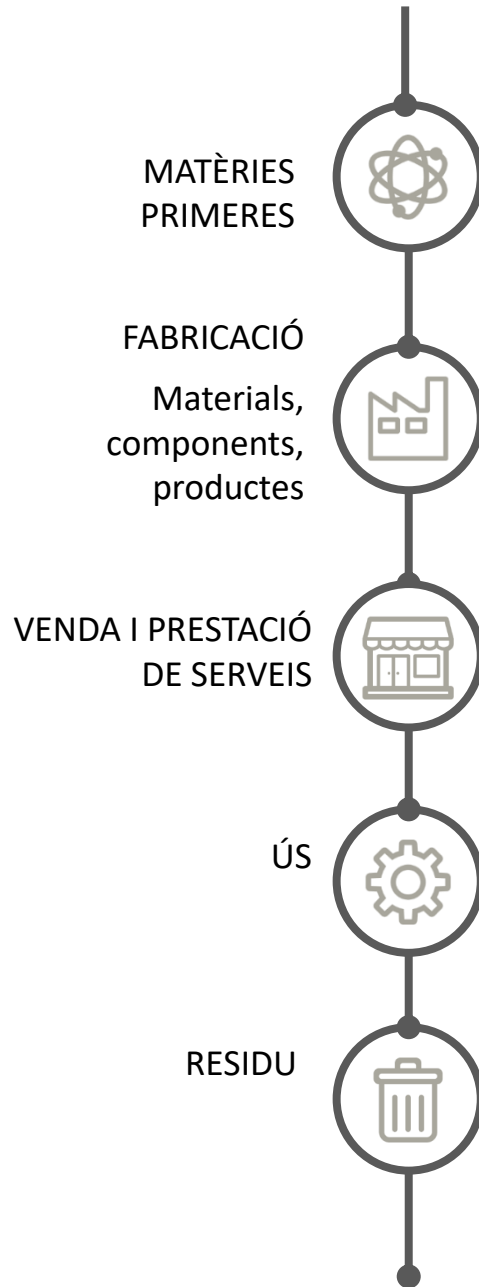 MATÈRIES
PRIMERES
FABRICACIÓ
Materials,
components,
productes
VENDA I PRESTACIÓ
DE SERVEIS
ÚS
RESIDU